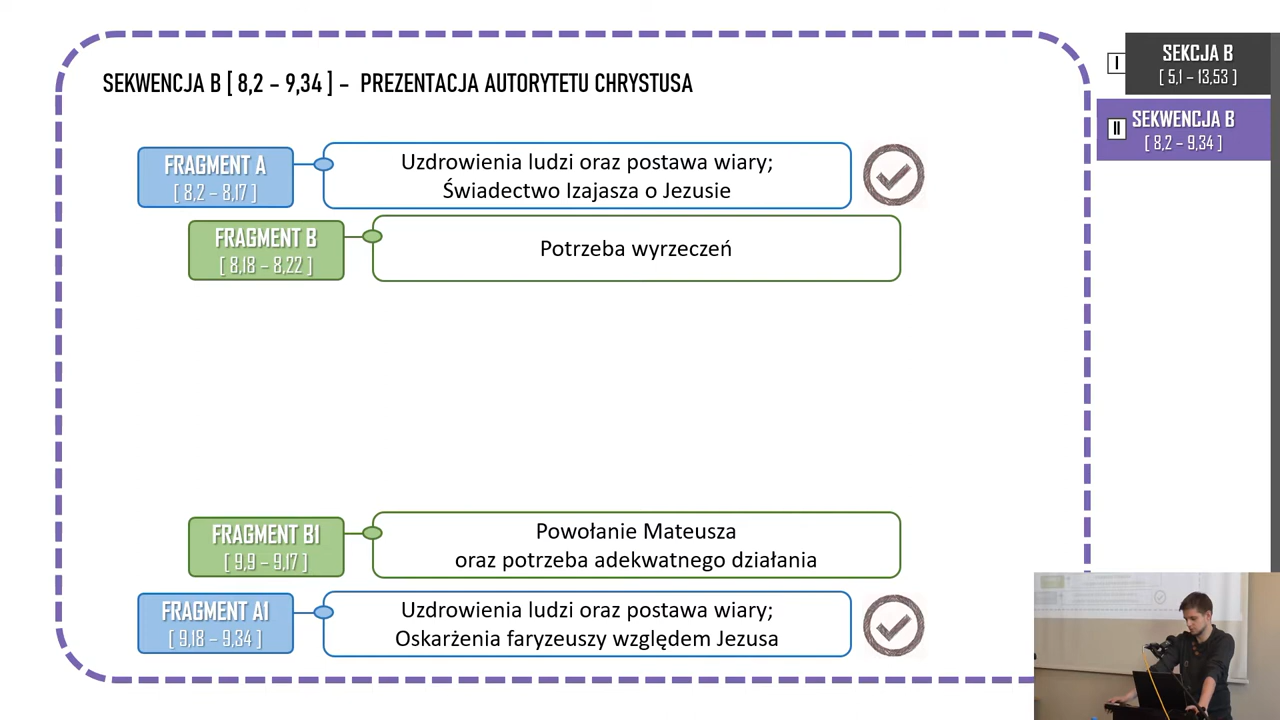 SEKWENCJA B [ 8,2 – 9,34 ] – PREZENTACJA AUTORYTETU CHRYSTUSA
I
SEKCJA B
[ 5,1 – 13,53 ]
II
SEKWENCJA B
[ 8,2 – 9,34 ]
FRAGMENT A
[ 8,2 – 8,17 ]
Uzdrowienia ludzi oraz postawa wiary;
Świadectwo Izajasza o Jezusie
FRAGMENT B
[ 8,18 – 8,22 ]
Potrzeba wyrzeczeń
FRAGMENT B1
[ 9,9 – 9,17 ]
Powołanie Mateusza
oraz potrzeba adekwatnego działania
FRAGMENT A1
[ 9,18 – 9,34 ]
Uzdrowienia ludzi oraz postawa wiary;
Oskarżenia faryzeuszy względem Jezusa